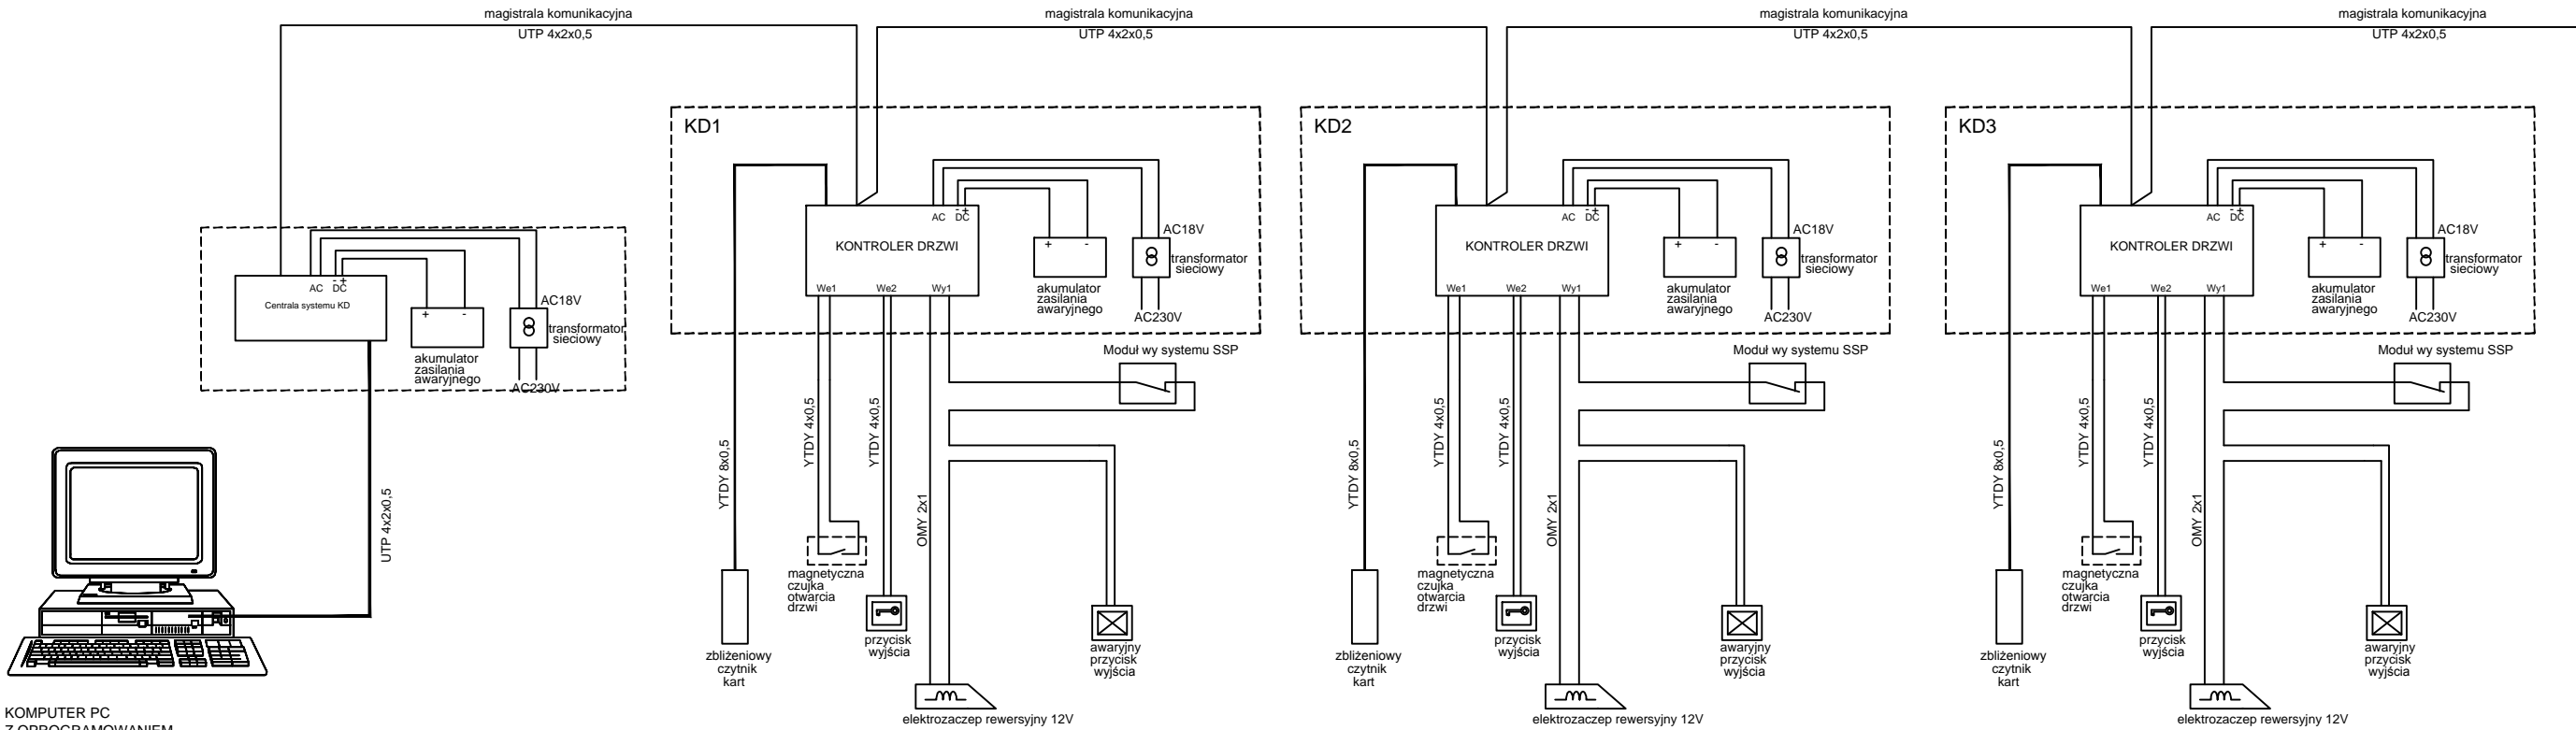 magistrala komunikacyjna
UTP 4x2x0,5
magistrala komunikacyjna
UTP 4x2x0,5
magistrala komunikacyjna
UTP 4x2x0,5
magistrala komunikacyjna
UTP 4x2x0,5
AC
- +
DC
Centrala systemu KD
+ -
akumulator
zasilania
awaryjnego
AC18V
transformator
sieciowy
AC230V
UTP 4x2x0,5
KOMPUTER PC
Z OPROGRAMOWANIEM
KD1
AC
- +
DC
KONTROLER DRZWI
We1
We2
Wy1
+ -
akumulator
zasilania
awaryjnego
AC18V
transformator
sieciowy
AC230V
Moduł wy systemu SSP
YTDY 8x0,5
YTDY 4x0,5
YTDY 4x0,5
OMY 2x1
zbliżeniowy
czytnik
kart
magnetyczna
czujka
otwarcia
drzwi
przycisk
wyjścia
awaryjny
przycisk
wyjścia
elektrozaczep rewersyjny 12V
KD2
AC
- +
DC
KONTROLER DRZWI
We1
We2
Wy1
+ -
akumulator
zasilania
awaryjnego
AC18V
transformator
sieciowy
AC230V
Moduł wy systemu SSP
YTDY 8x0,5
YTDY 4x0,5
YTDY 4x0,5
OMY 2x1
zbliżeniowy
czytnik
kart
magnetyczna
czujka
otwarcia
drzwi
przycisk
wyjścia
awaryjny
przycisk
wyjścia
elektrozaczep rewersyjny 12V
KD3
AC
- +
DC
KONTROLER DRZWI
We1
We2
Wy1
+ -
akumulator
zasilania
awaryjnego
AC18V
transformator
sieciowy
AC230V
Moduł wy systemu SSP
YTDY 8x0,5
YTDY 4x0,5
YTDY 4x0,5
OMY 2x1
zbliżeniowy
czytnik
kart
magnetyczna
czujka
otwarcia
drzwi
przycisk
wyjścia
awaryjny
przycisk
wyjścia
elektrozaczep rewersyjny 12V